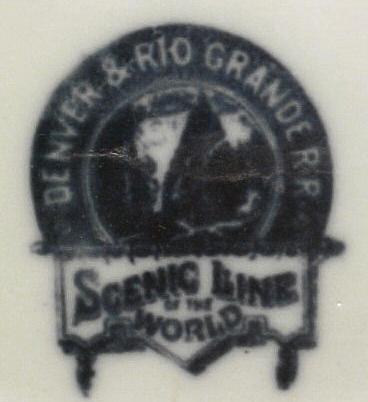 DENVER & RIO GRANDE R.R.
SCENIC LINE
OF THE
WORLD